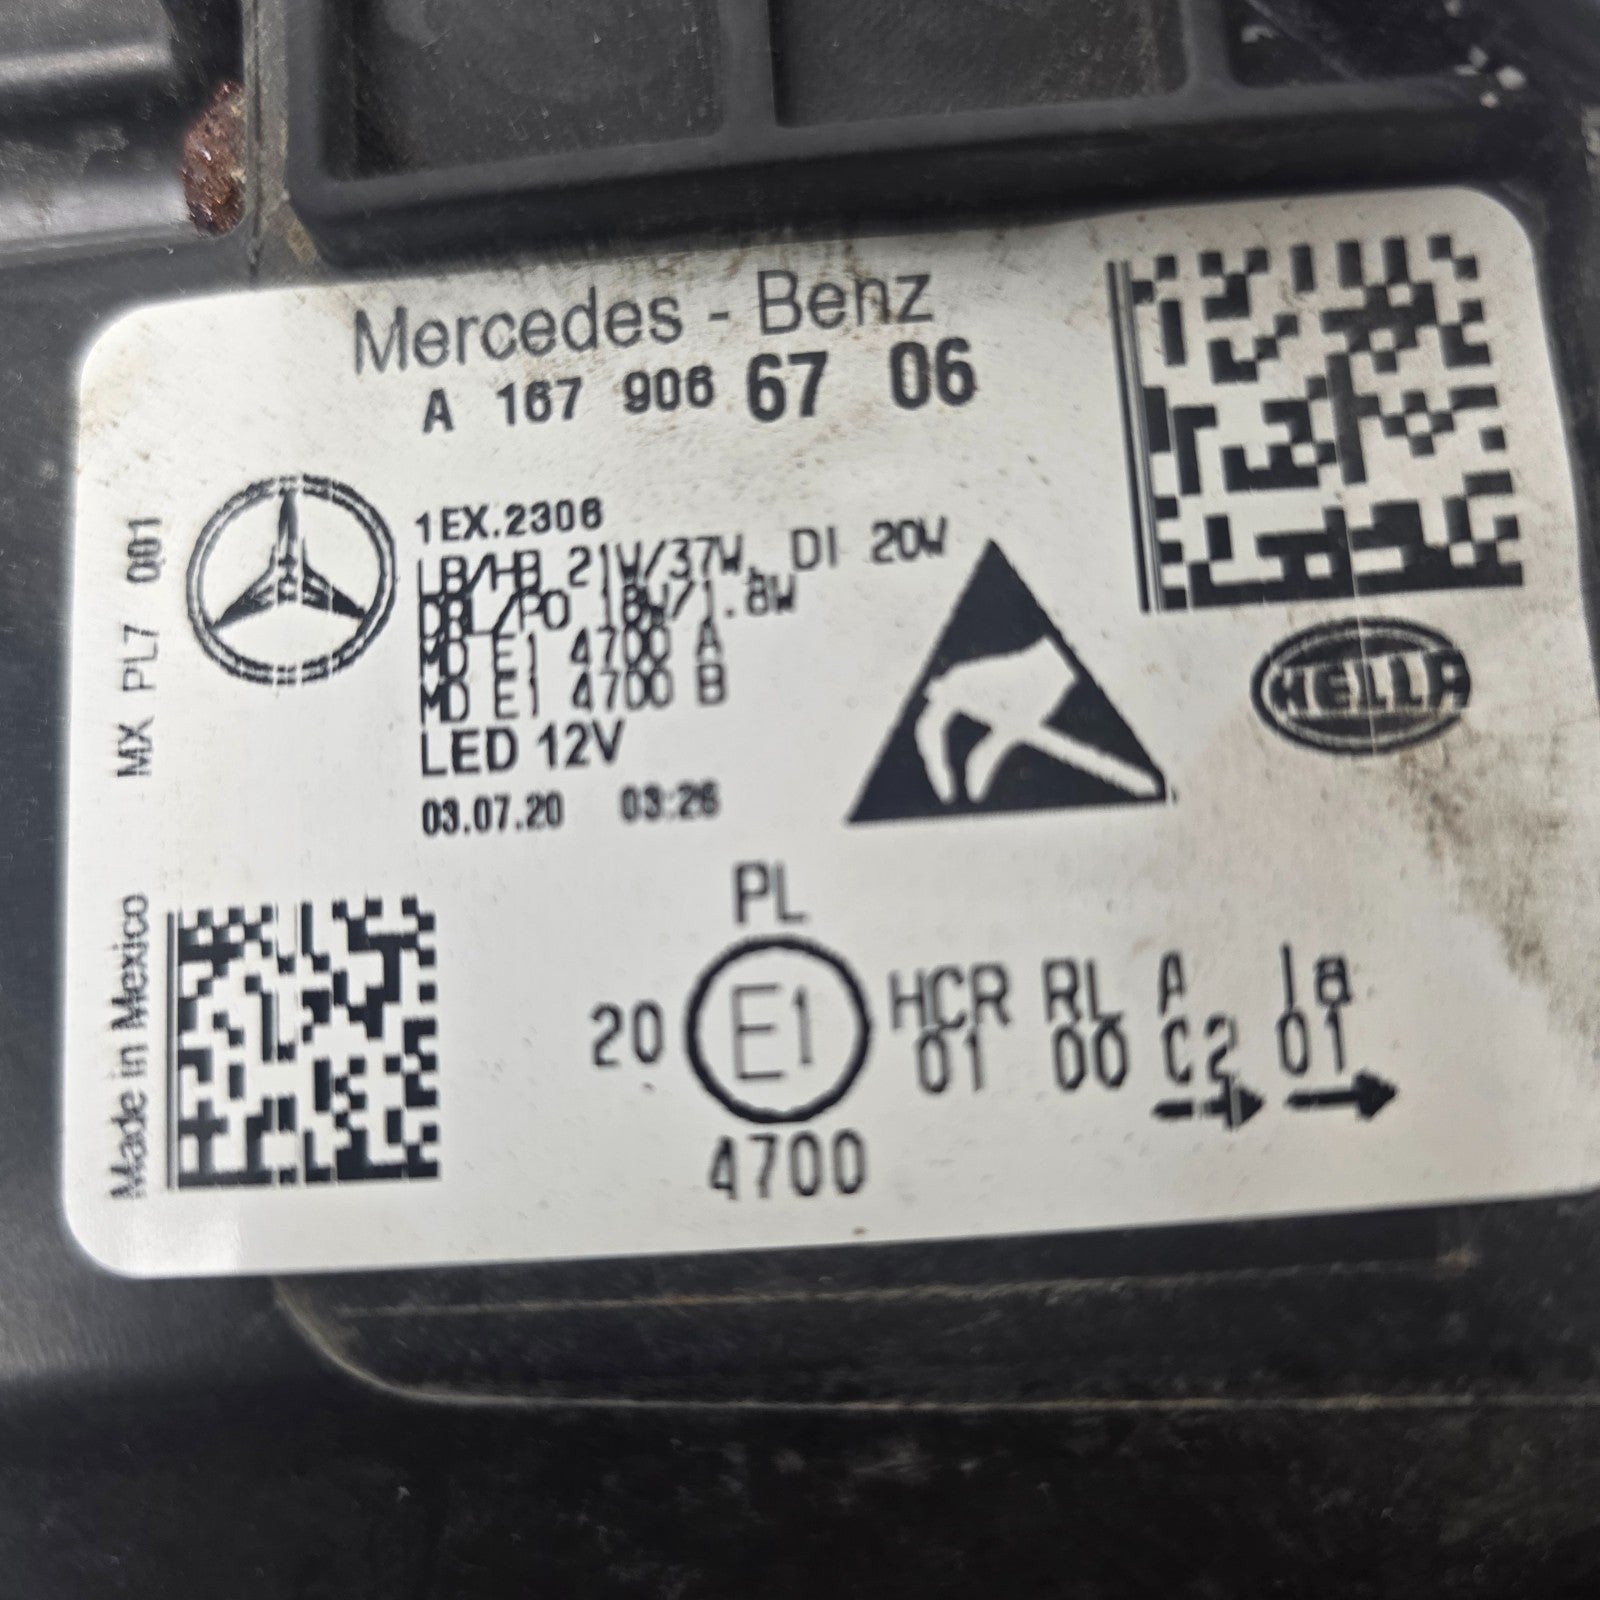 Mercedes - Benz
A 167 906 67 06
1EX.2306
LB/HB 21W/37W, DI 20W
DRL/PO 18W/1.8W
MD E1 4700 A
MD E1 4700 B
LED 12V
03.07.20 03:26
MX PL7 001
HELLA
Made in Mexico
PL
20 E1 HCR RL A 1a
01 00 02 01
4700